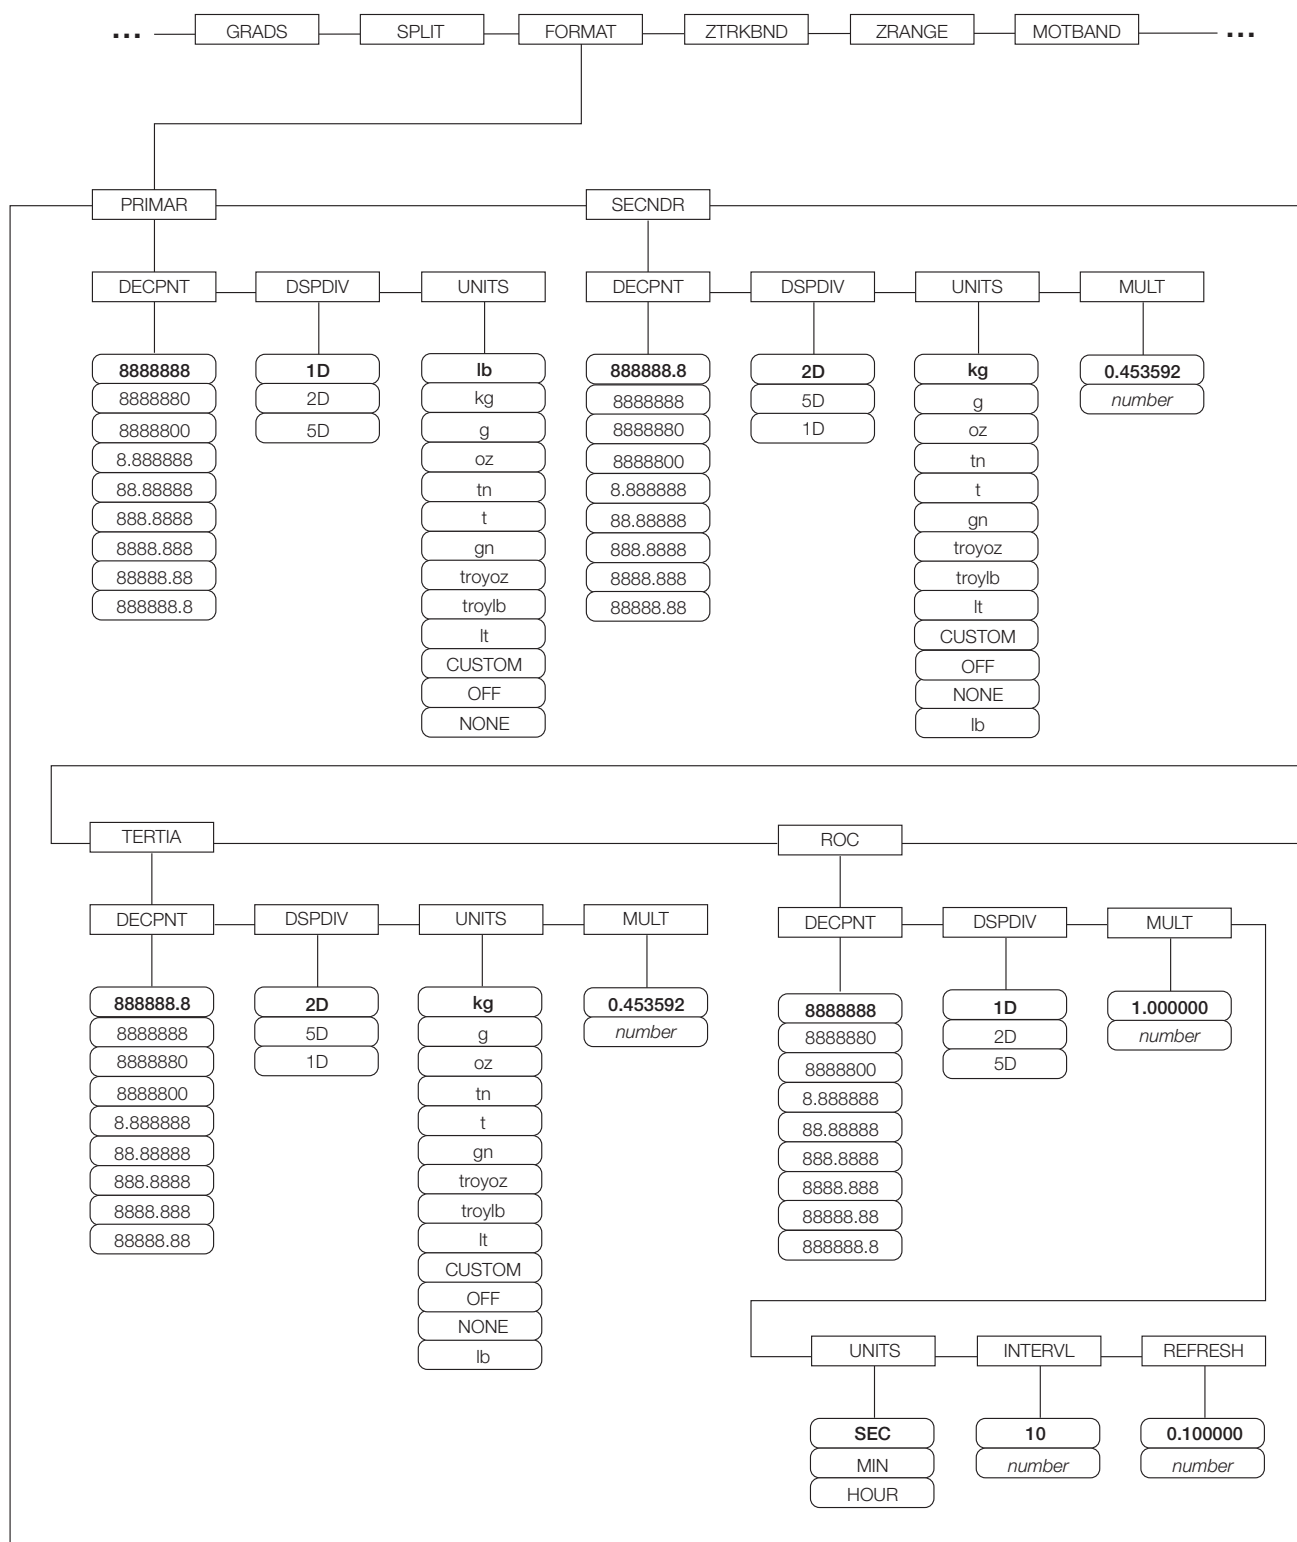 ... GRADS SPLIT FORMAT ZTRKBND ZRANGE MOTBAND ...
PRIMAR SECNDR
DECPNT DSPDIV UNITS DECPNT DSPDIV UNITS MULT
8888888 1D lb 888888.8 2D kg 0.453592
8888880 2D kg 8888888 5D g number
8888800 5D g 8888880 1D oz
8.888888 oz 8888800 tn
88.88888 tn 8.888888 t
888.8888 t 88.88888 gn
8888.888 gn 888.8888 troyoz
88888.88 troyoz 8888.888 troylb
888888.8 troylb 88888.88 lt
lt CUSTOM
CUSTOM OFF
OFF NONE
NONE lb
TERTIA ROC
DECPNT DSPDIV UNITS MULT DECPNT DSPDIV MULT
888888.8 2D kg 0.453592 8888888 1D 1.000000
8888888 5D g number 8888880 2D number
8888880 1D oz 8888800 5D
8888800 tn 8.888888
8.888888 t 88.88888
88.88888 gn 888.8888
888.8888 troyoz 8888.888
8888.888 troylb 88888.88
88888.88 lt 888888.8
CUSTOM
OFF
NONE
lb
UNITS INTERVL REFRESH
SEC 10 0.100000
MIN number number
HOUR